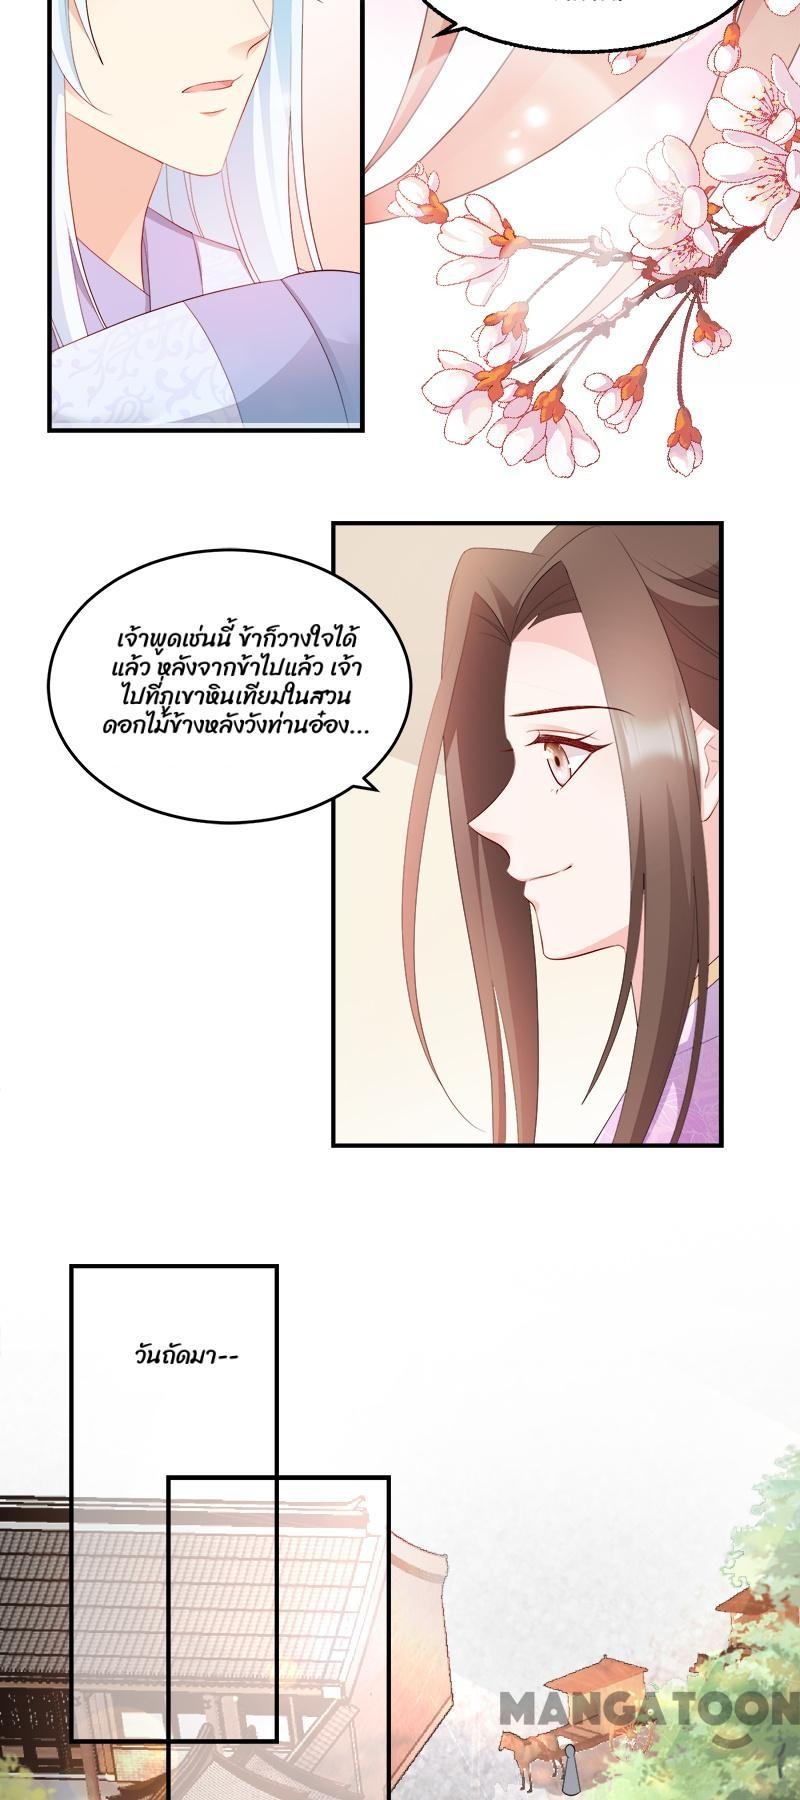 เจ้าพูดเช่นนี้ ข้าก็วางใจได้
แล้ว หลังจากข้าไปแล้ว เจ้า
ไปที่ภูเขาหินเทียมในสวน
ดอกไม้ข้างหลังวังท่านอ๋อง...
วันถัดมา--
MANGATOON